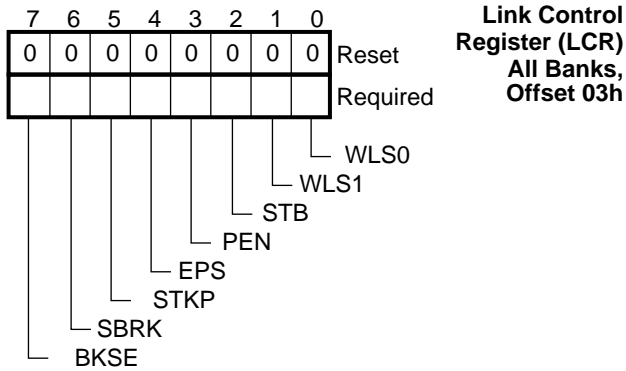 7 6 5 4 3 2 1 0
0 0 0 0 0 0 0 0 Reset
Required
Link Control
Register (LCR)
All Banks,
Offset 03h
WLS0
WLS1
STB
PEN
EPS
STKP
SBRK
BKSE